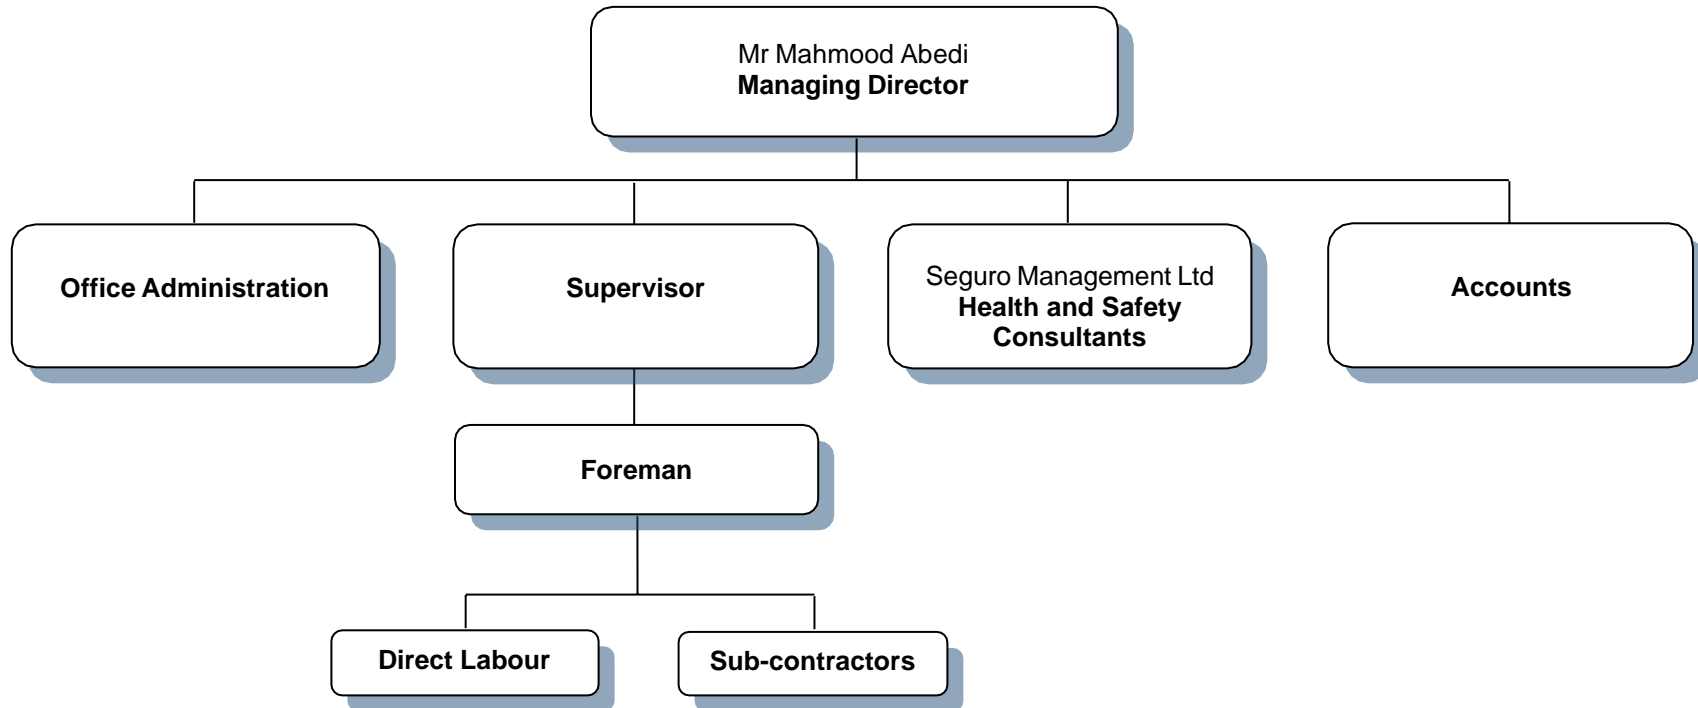 Mr Mahmood Abedi
Managing Director
Office Administration
Supervisor
Seguro Management Ltd
Health and Safety
Consultants
Accounts
Foreman
Direct Labour
Sub-contractors